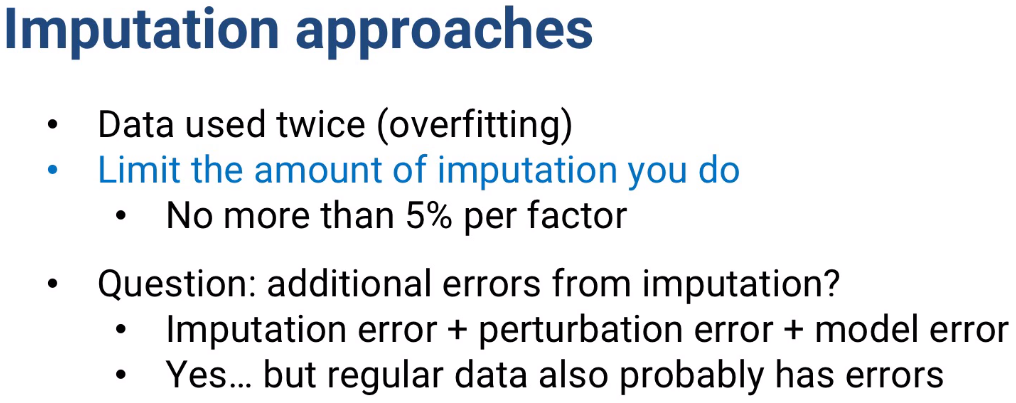 Imputation approaches
• Data used twice (overfitting)
• Limit the amount of imputation you do
• No more than 5% per factor
• Question: additional errors from imputation?
• Imputation error + perturbation error + model error
• Yes... but regular data also probably has errors